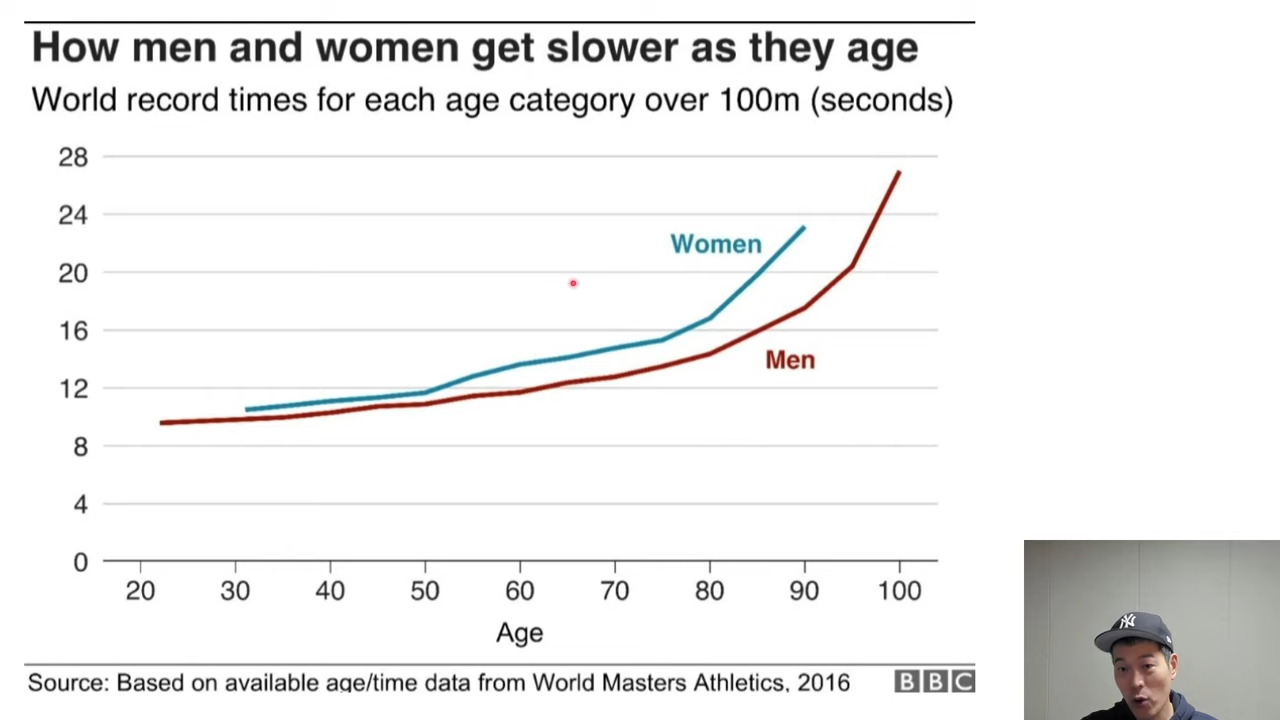 How men and women get slower as they age
World record times for each age category over 100m (seconds)
28
24
20
16
12
8
4
0
Women
Men
20 30 40 50 60 70 80 90 100
Age
Source: Based on available age/time data from World Masters Athletics, 2016
BBC
NY